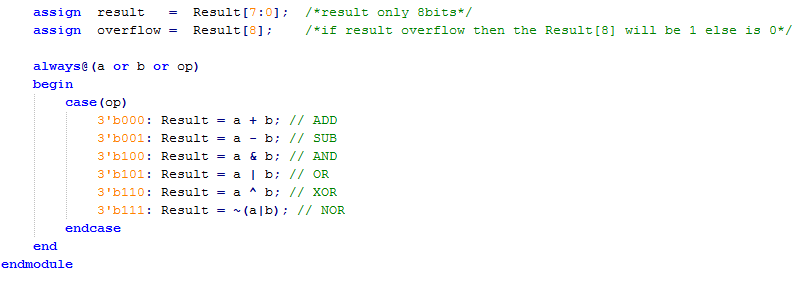 assign  result   =  Result[7:0];  /*result only 8bits*/
assign  overflow =  Result[8];    /*if result overflow then the Result[8] will be 1 else is 0*/
always@(a or b or op)
begin
case(op)
3'b000: Result = a + b; // ADD
3'b001: Result = a - b; // SUB
3'b100: Result = a & b; // AND
3'b101: Result = a | b; // OR
3'b110: Result = a ^ b; // XOR
3'b111: Result = ~(a|b); // NOR
endcase
end
endmodule